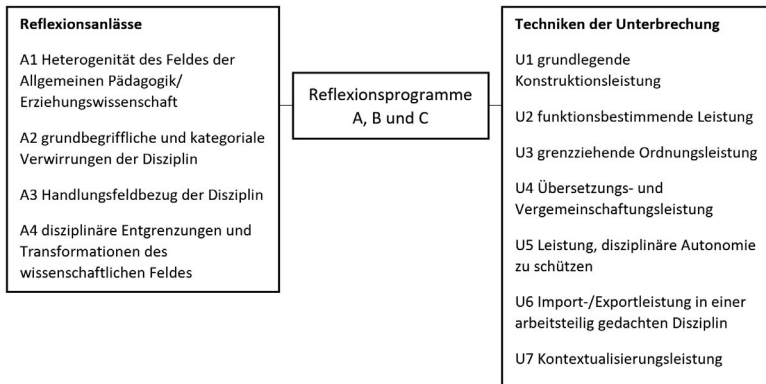 Reflexionsanlässe
A1 Heterogenität des Feldes der
Allgemeinen Pädagogik/
Erziehungswissenschaft
A2 grundbegriffliche und kategoriale
Verwirrungen der Disziplin
A3 Handlungsfeldbezug der Disziplin
A4 disziplinäre Entgrenzungen und
Transformationen des
wissenschaftlichen Feldes
Reflexionsprogramme
A, B und C
Techniken der Unterbrechung
U1 grundlegende
Konstruktionsleistung
U2 funktionsbestimmende Leistung
U3 grenzziehende Ordnungsleistung
U4 Übersetzungs- und
Vergemeinschaftungsleistung
U5 Leistung, disziplinäre Autonomie
zu schützen
U6 Import-/Exportleistung in einer
arbeitsteilig gedachten Disziplin
U7 Kontextualisierungsleistung